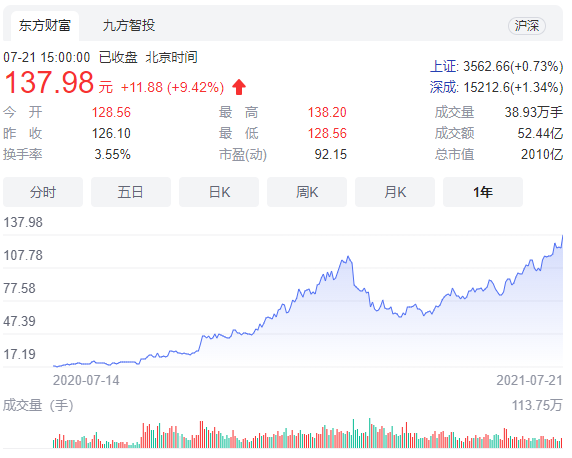 东方财富 九方智投 沪深
07-21 15:00:00 已收盘 北京时间
上证: 3562.66(+0.73%)
137.98 元 +11.88 (+9.42%)
深成: 15212.6(+1.34%)
今 开 128.56 最 高 138.20 成交量 38.93万手
昨 收 126.10 最 低 128.56 成交额 52.44亿
换手率 3.55% 市盈(动) 92.15 总市值 2010亿
分时 五日 日K 周K 月K 1年
137.98
107.78
77.58
47.39
17.19
2020-07-14 2021-07-21
成交量（手） 113.75万